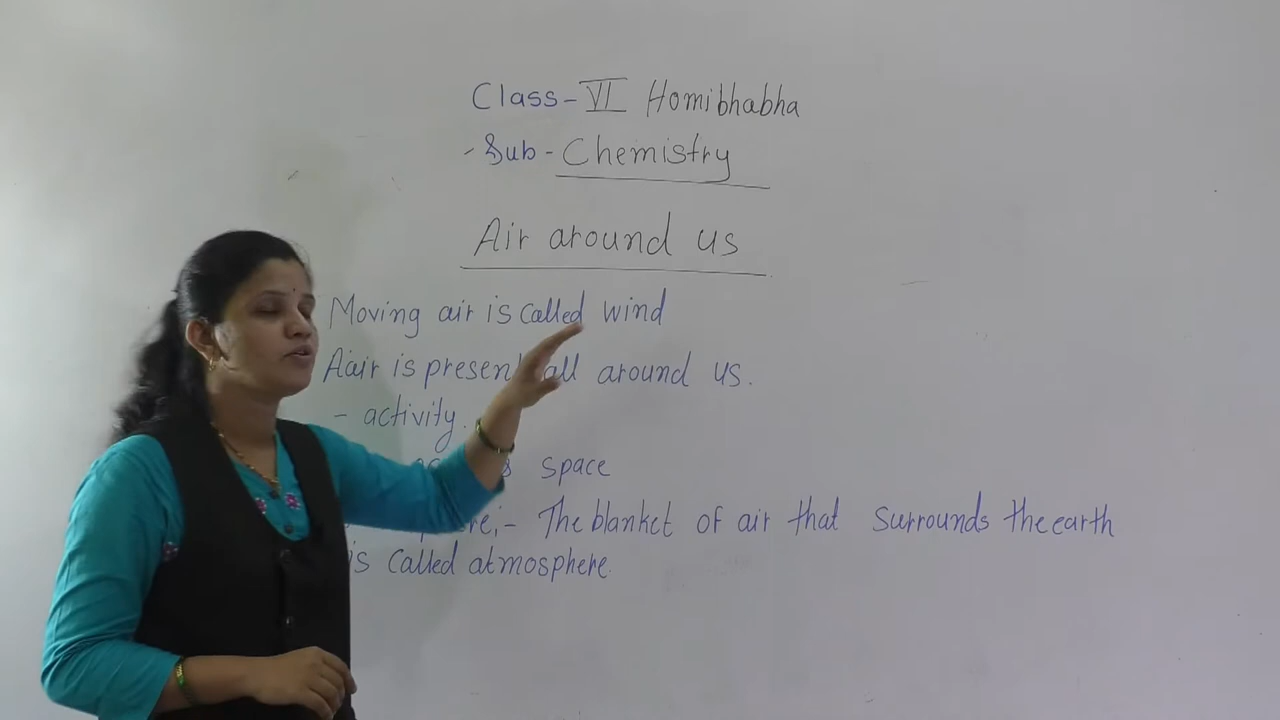 Class - VI Homibhabha
Sub - Chemistry
Air around us
Moving air is called wind
Aair is present all around us.
- activity.
space
The blanket of air that surrounds the earth
is called atmosphere.